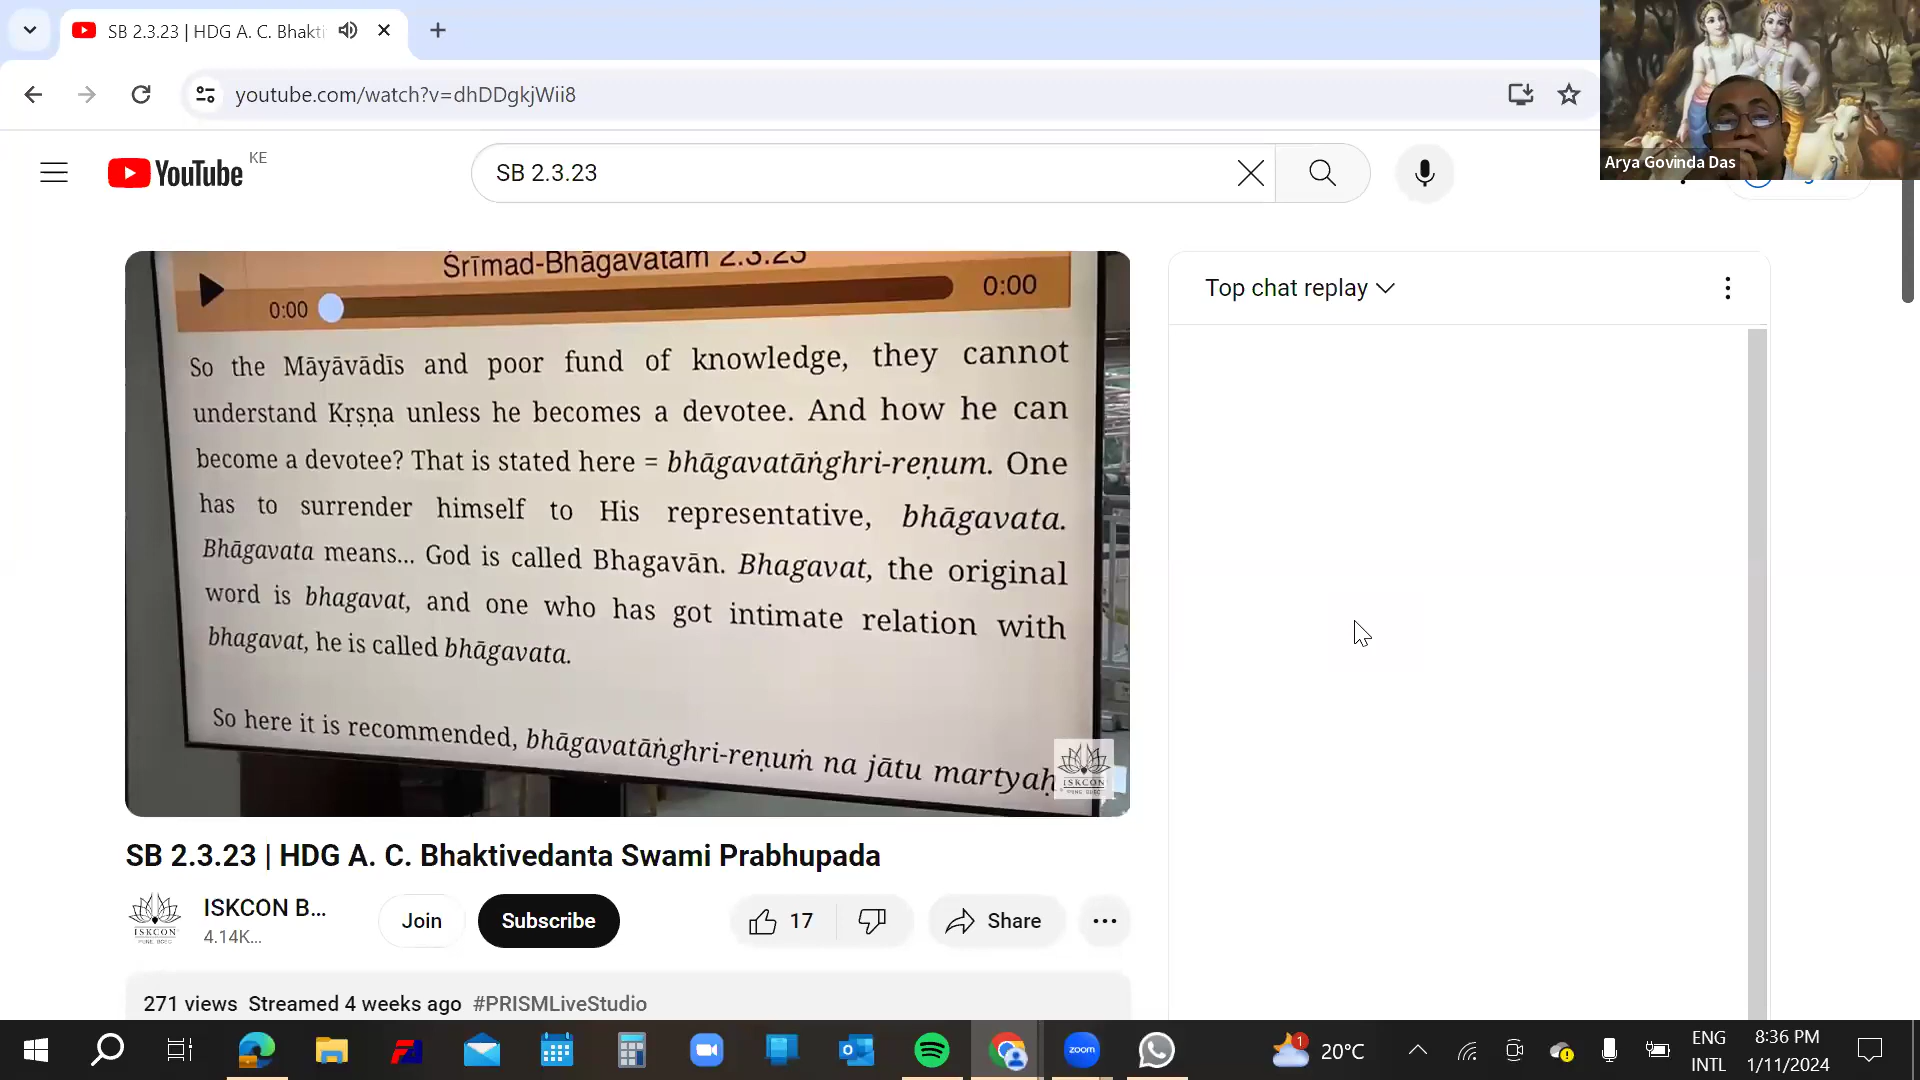 SB 2.3.23 | HDG A. C. Bhakti
youtube.com/watch?v=dhDDgkjWii8
Arya Govinda Das
YouTube KE
SB 2.3.23
Śrīmad-Bhāgavatam 2.3.23
0:00 0:00
So the Māyāvādīs and poor fund of knowledge, they cannot
understand Kṛṣṇa unless he becomes a devotee. And how he can
become a devotee? That is stated here = bhāgavatāṅghri-reṇum. One
has to surrender himself to His representative, bhāgavata.
Bhāgavata means... God is called Bhagavān. Bhagavat, the original
word is bhagavat, and one who has got intimate relation with
bhagavat, he is called bhāgavata.
So here it is recommended, bhāgavatāṅghri-reṇuṁ na jātu martyaḥ
ISKCON
Top chat replay
SB 2.3.23 | HDG A. C. Bhaktivedanta Swami Prabhupada
ISKCON
ISKCON B...
4.14K...
Join
Subscribe
17
Share
271 views Streamed 4 weeks ago #PRISMLiveStudio
zoom
1
20°C
ENG
INTL
8:36 PM
1/11/2024